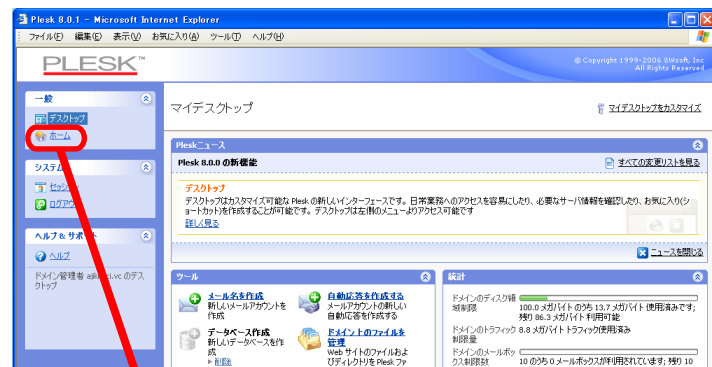 Plesk 8.0.1 - Microsoft Internet Explorer
ファイル(F) 編集(E) 表示(V) お気に入り(A) ツール(T) ヘルプ(H)
PLESK™
© Copyright 1999-2006 SWsoft, Inc
All Rights Reserved
一般
デスクトップ
ホーム
システム
セッション
ログア
ヘルプ & サポート
ヘルプ
ドメイン管理者
のデスクトップ
マイデスクトップ
マイデスクトップをカスタマイズ
Pleskニュース
Plesk 8.0.0 の新機能
すべての変更リストを見る
デスクトップ
デスクトップはカスタマイズ可能な Plesk の新しいインターフェースです。日常業務へのアクセスを容易にしたり、必要なサーバ情報を確認したり、お気に入り(シ
ョートカット)を作成することが可能です。デスクトップは左側のメニューよりアクセス可能です
詳しく見る
ニュースを閉じる
ツール
メール名を作成
新しいメールアカウントを
作成
自動応答を作成する
メールアカウントの新しい
自動応答を作成する
データベース作成
新しいデータベースを作
成
削除
ドメイン上のファイルを
管理
Web サイトのファイルおよ
びディレクトリを Plesk ファ
統計
ドメインのディスク領
域制限
100.0 メガバイト のうち 13.7 メガバイト 使用済みです;
残り 86.3 メガバイト 利用可能
ドメインのトラフィック
制限量
8.8 メガバイト トラフィック使用済み
ドメインのメールボッ
クス制限数
10 のうち 0 メールボックスが利用されています; 残り 10